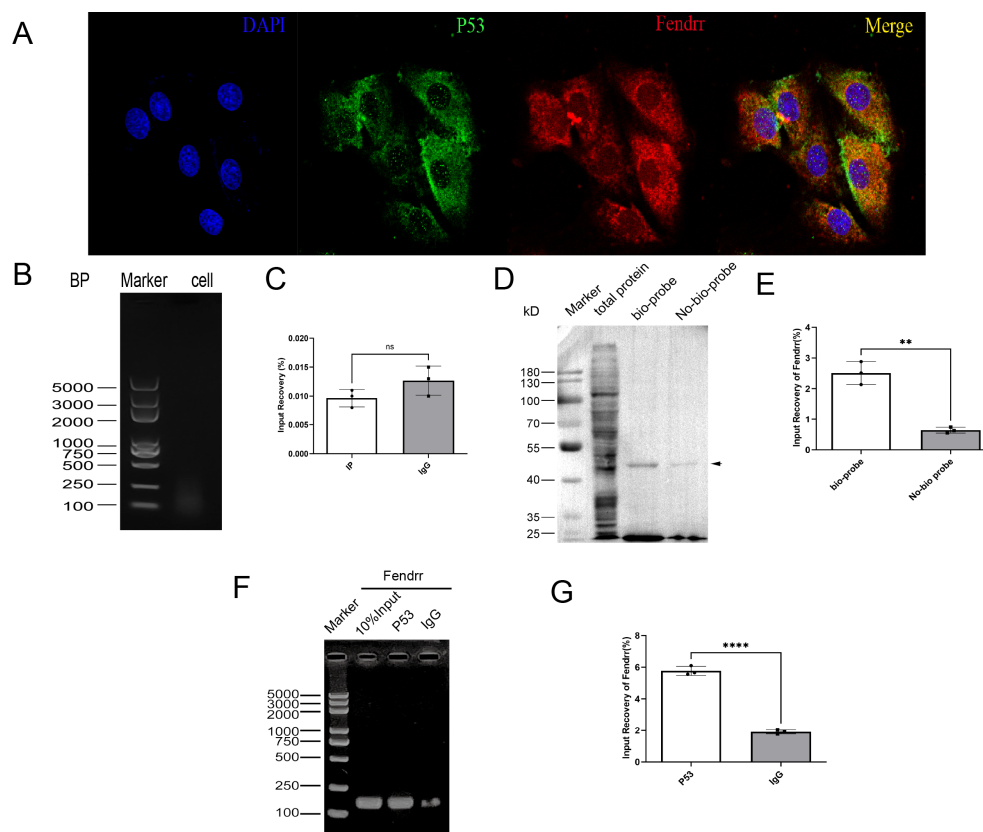 A
DAPI P53 Fendrr Merge
B
BP Marker cell
5000
3000
2000
1000
750
500
250
100
C
Input Recovery (%)
0.020
0.015
0.010
0.005
0.000
ns
IP IgG
D
kD Marker total protein bio-probe No-bio-probe
180
130
100
70
55
40
35
25
E
Input Recovery of Fendrr(%)
4
3
2
1
0
**
bio-probe No-bio probe
F
Fendrr
Marker 10%Input P53 IgG
5000
3000
2000
1000
750
500
250
100
G
Input Recovery of Fendrr(%)
8
6
4
2
0
****
P53 IgG